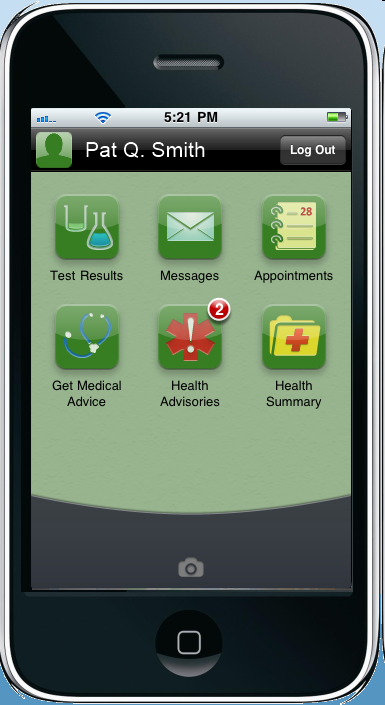 5:21 PM
Pat Q. Smith
Log Out
28
Test Results
Messages
Appointments
2
Get Medical
Advice
Health
Advisories
Health
Summary